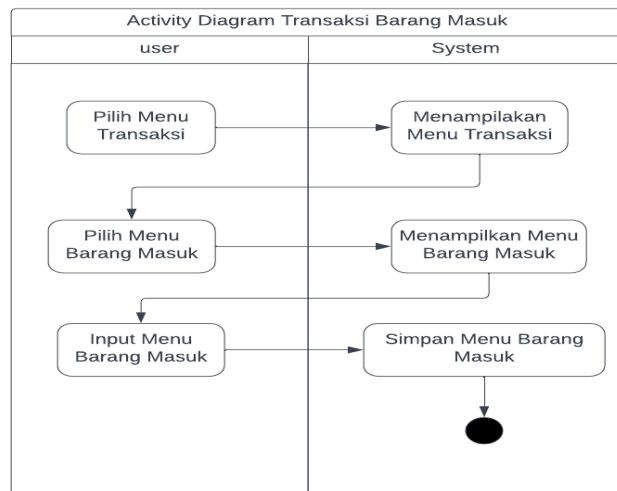 Activity Diagram Transaksi Barang Masuk
user
System
Pilih Menu
Transaksi
Menampilakan
Menu Transaksi
Pilih Menu
Barang Masuk
Menampilkan Menu
Barang Masuk
Input Menu
Barang Masuk
Simpan Menu Barang
Masuk